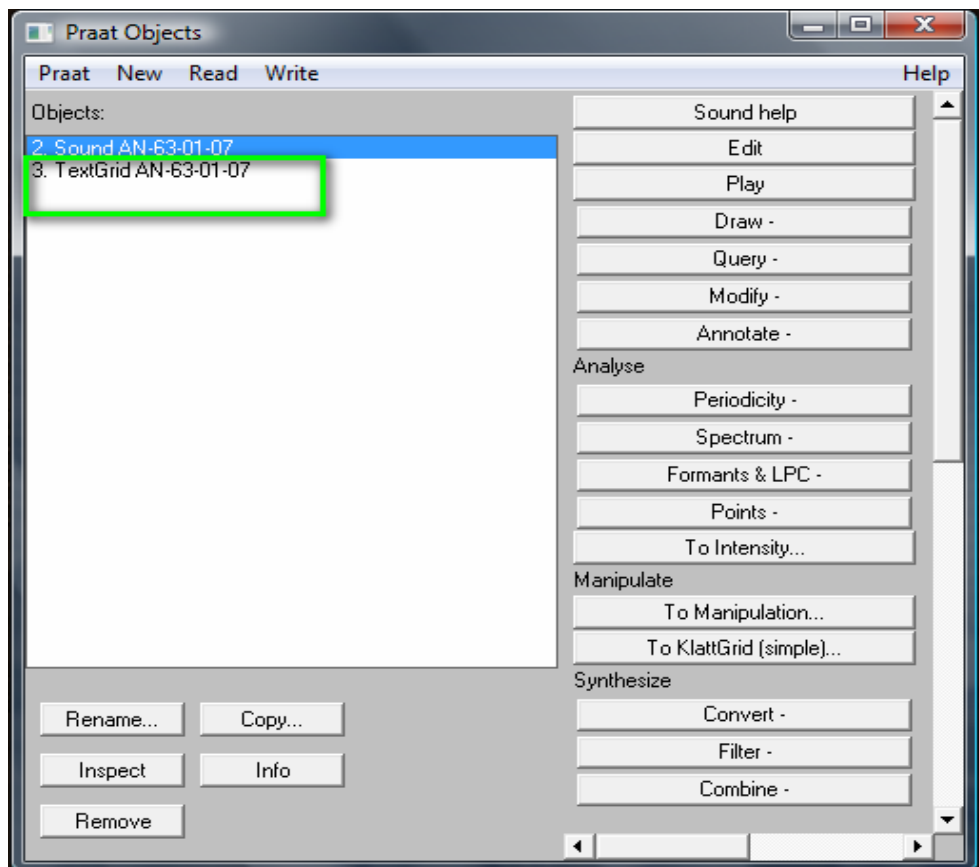 Praat Objects
Praat New Read Write Help
Objects:
2. Sound AN-63-01-07
3. TextGrid AN-63-01-07
Rename... Copy...
Inspect Info
Remove
Sound help
Edit
Play
Draw -
Query -
Modify -
Annotate -
Analyse
Periodicity -
Spectrum -
Formants & LPC -
Points -
To Intensity...
Manipulate
To Manipulation...
To KlattGrid (simple)...
Synthesize
Convert -
Filter -
Combine -